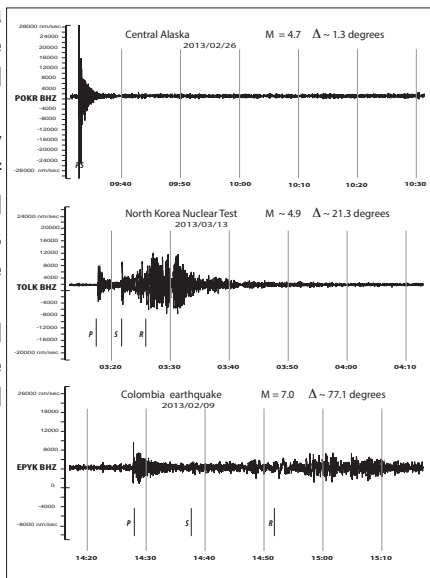 28000 nm/sec
24000
20000
16000
12000
8000
4000
0
-4000
-8000
-12000
-16000
-20000
-24000
-28000 nm/sec
Central Alaska M = 4.7 Δ ~ 1.3 degrees
2013/02/26
POKR BHZ
PS
09:40 09:50 10:00 10:10 10:20 10:30
24000 nm/sec
20000
16000
12000
8000
4000
0
-4000
-8000
-12000
-16000
-20000 nm/sec
North Korea Nuclear Test M ~ 4.9 Δ ~ 21.3 degrees
2013/03/13
TOLK BHZ
P S R
03:20 03:30 03:40 03:50 04:00 04:10
26000 nm/sec
18000
12000
8000
0
-4000
-8000 nm/sec
Colombia earthquake M = 7.0 Δ ~ 77.1 degrees
2013/02/09
EPYK BHZ
P S R
14:20 14:30 14:40 14:50 15:00 15:10